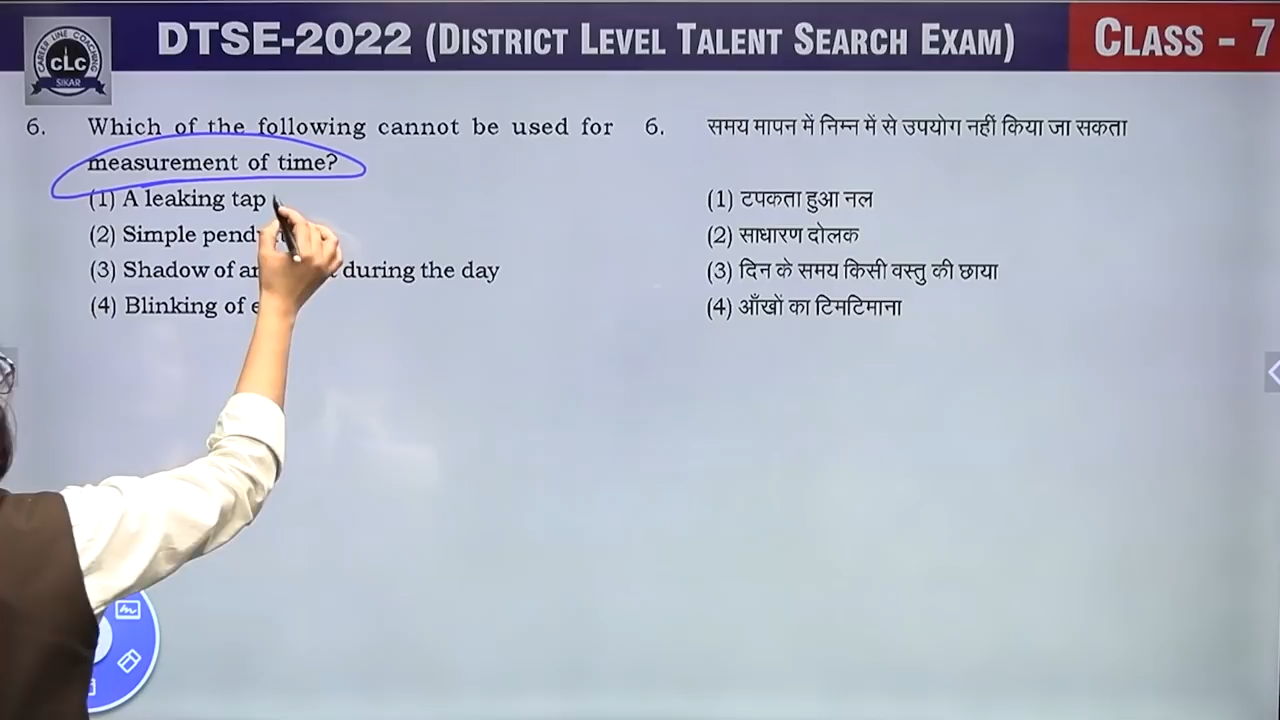 CAREER LINE COACHING
CLC
SIKAR
DTSE-2022 (DISTRICT LEVEL TALENT SEARCH EXAM)
CLASS - 7
6. Which of the following cannot be used for
measurement of time?
(1) A leaking tap
(2) Simple
(3) Shadow of during the day
(4) Blinking of
6. समय मापन में निम्न में से उपयोग नहीं किया जा सकता
(1) टपकता हुआ नल
(2) साधारण दोलक
(3) दिन के समय किसी वस्तु की छाया
(4) आँखों का टिमटिमाना